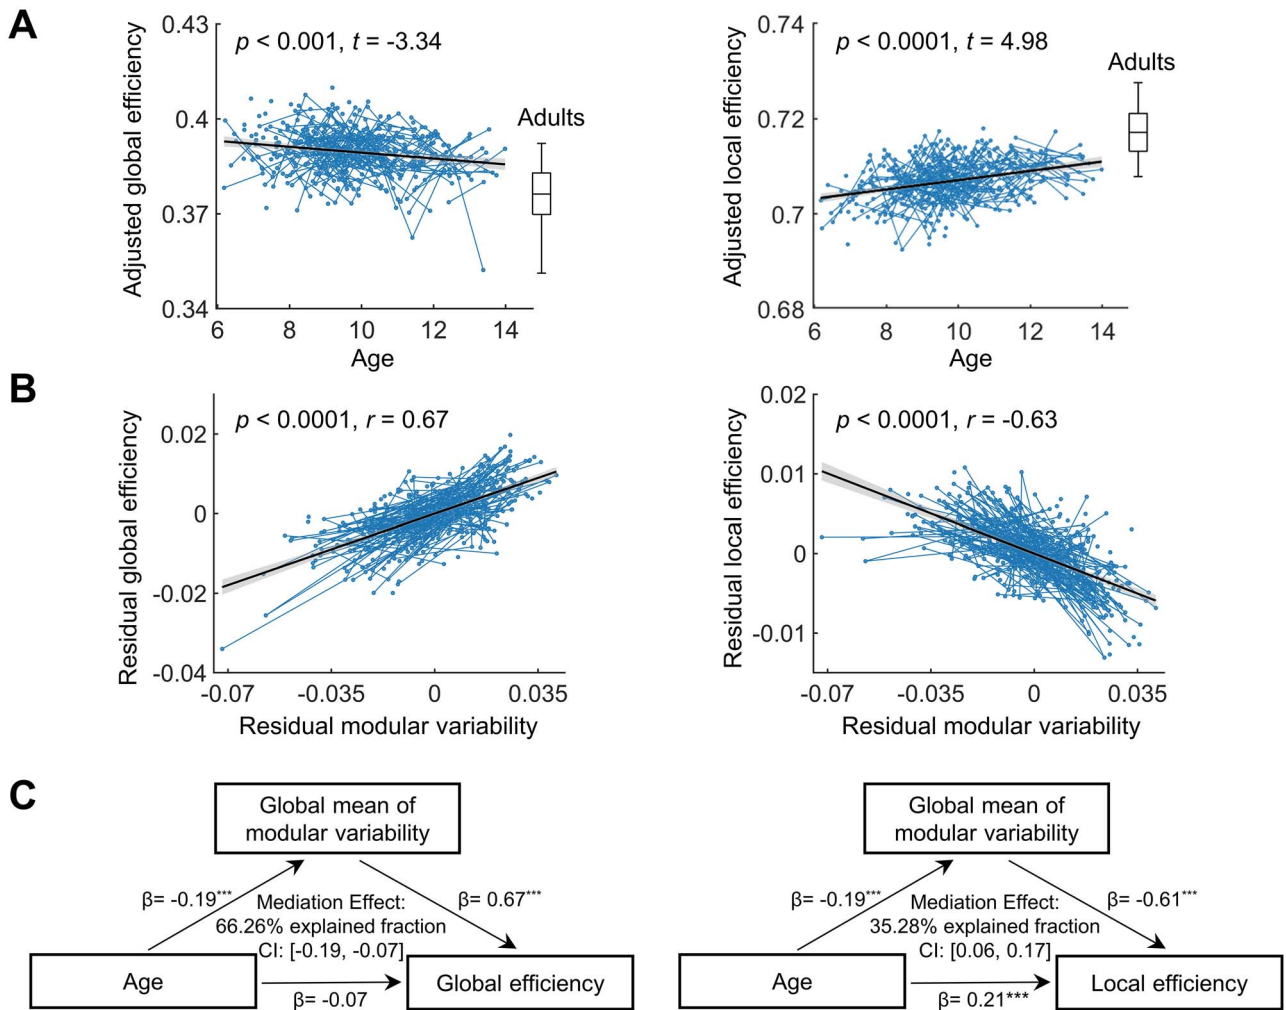 A
0.43
0.4
0.37
0.34
Adjusted global efficiency
p < 0.001, t = -3.34
Adults
6 8 10 12 14
Age
0.74
0.72
0.7
0.68
Adjusted local efficiency
p < 0.0001, t = 4.98
Adults
6 8 10 12 14
Age
B
0.02
0
-0.02
-0.04
Residual global efficiency
p < 0.0001, r = 0.67
-0.07 -0.035 0 0.035
Residual modular variability
0.02
0.01
0
-0.01
Residual local efficiency
p < 0.0001, r = -0.63
-0.07 -0.035 0 0.035
Residual modular variability
C
Global mean of
modular variability
β= -0.19***
β= 0.67***
Mediation Effect:
66.26% explained fraction
CI: [-0.19, -0.07]
Age
β= -0.07
Global efficiency
Global mean of
modular variability
β= -0.19***
β= -0.61***
Mediation Effect:
35.28% explained fraction
CI: [0.06, 0.17]
Age
β= 0.21***
Local efficiency